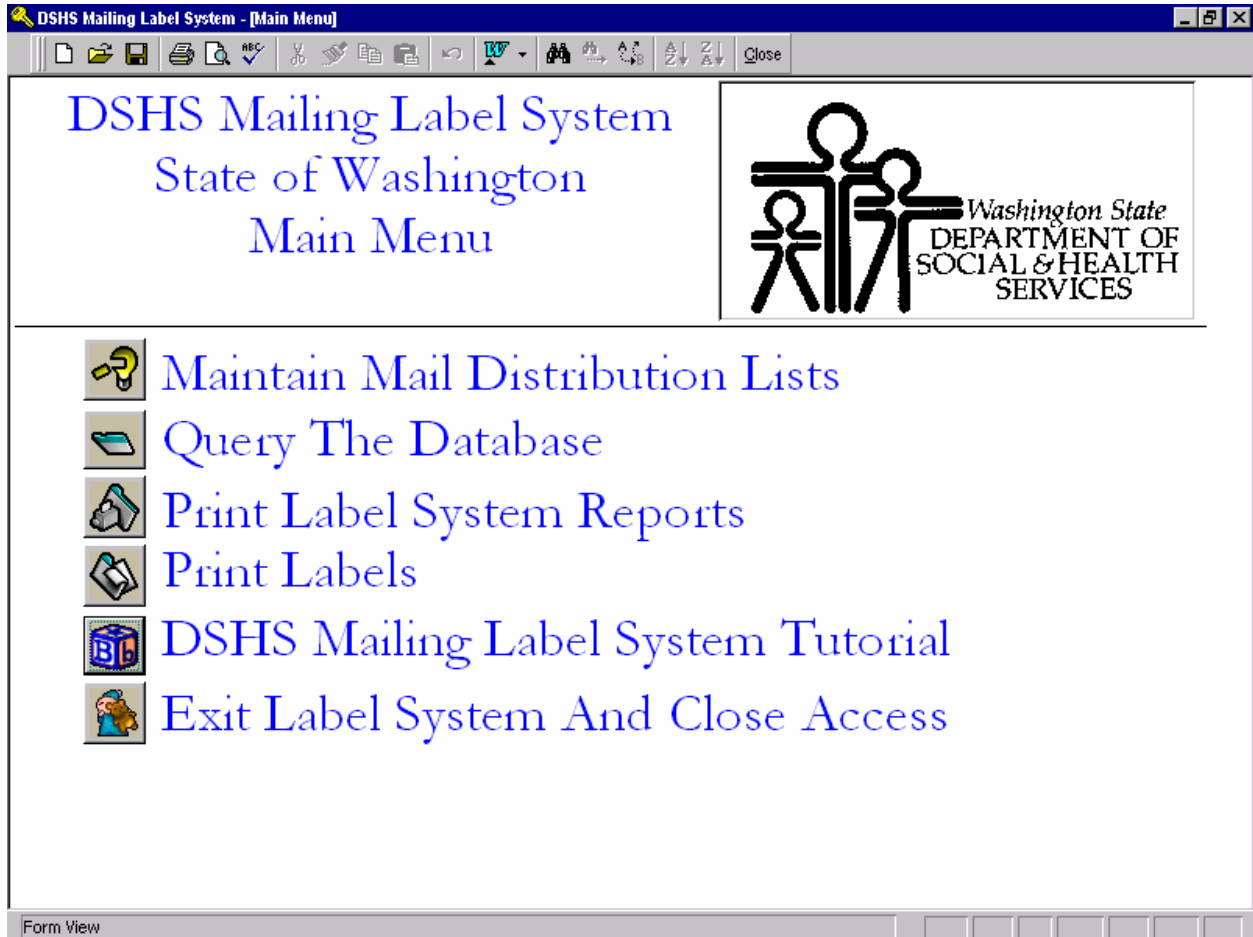 DSHS Mailing Label System - [Main Menu]
ABC W A B A Z Z A Close
DSHS Mailing Label System
State of Washington
Main Menu
Washington State
DEPARTMENT OF
SOCIAL & HEALTH
SERVICES
Maintain Mail Distribution Lists
Query The Database
Print Label System Reports
Print Labels
B b DSHS Mailing Label System Tutorial
Exit Label System And Close Access
Form View